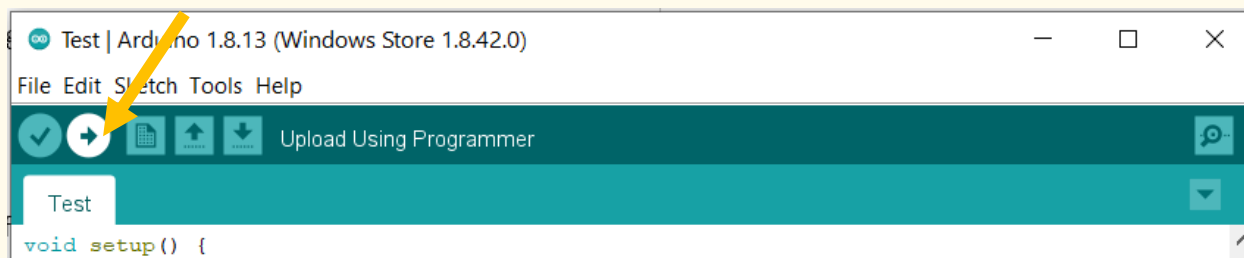 Test | Arduino 1.8.13 (Windows Store 1.8.42.0)
File Edit Sketch Tools Help
Upload Using Programmer
Test
void setup() {